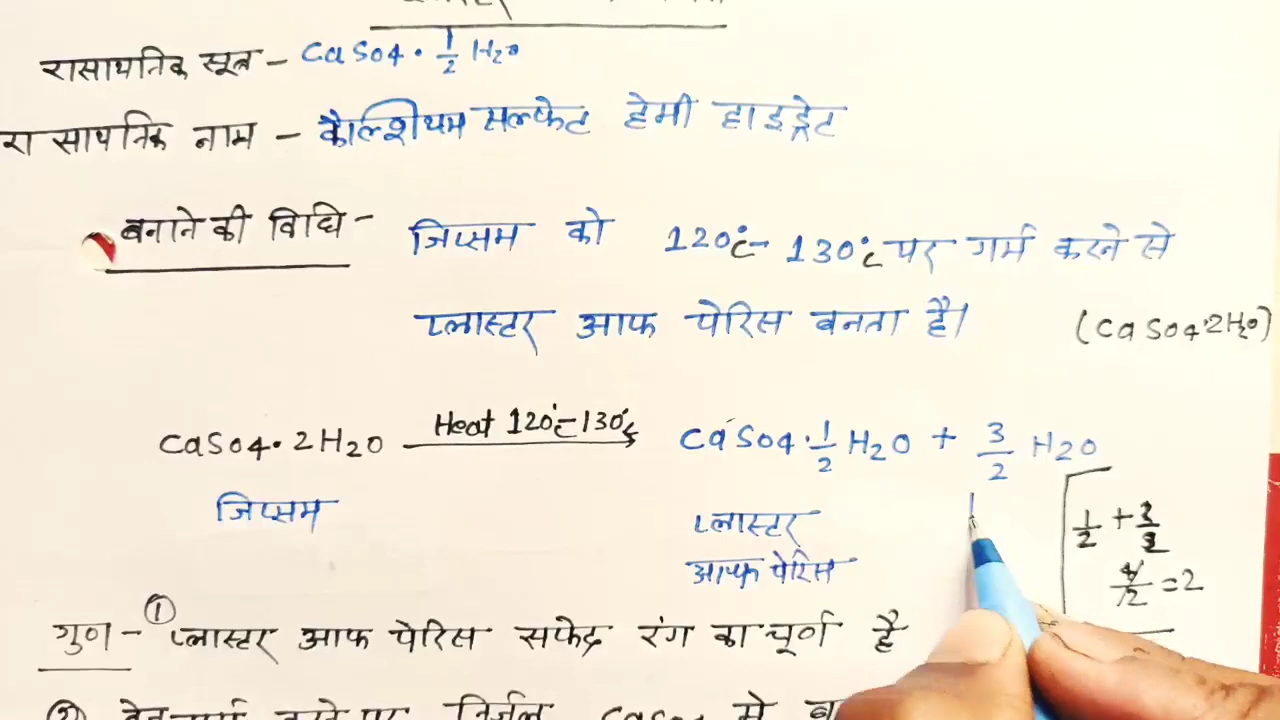 रासायनिक सूत्र - CaSO4 · 1/2 H2O
रासायनिक नाम - कैल्शियम सल्फेट हेमी हाइड्रेट
बनाने की विधि - जिप्सम को 120°c - 130°c पर गर्म करने से
प्लास्टर आफ पेरिस बनता है।
(CaSO4·2H2O)
CaSO4·2H2O Heat 120°c-130°c CaSO4·1/2 H2O + 3/2 H2O
जिप्सम
प्लास्टर
आफ पेरिस
1/2 + 3/2
4/2 = 2
गुण - ① प्लास्टर आफ पेरिस सफेद रंग का चूर्ण है
② निर्जल में